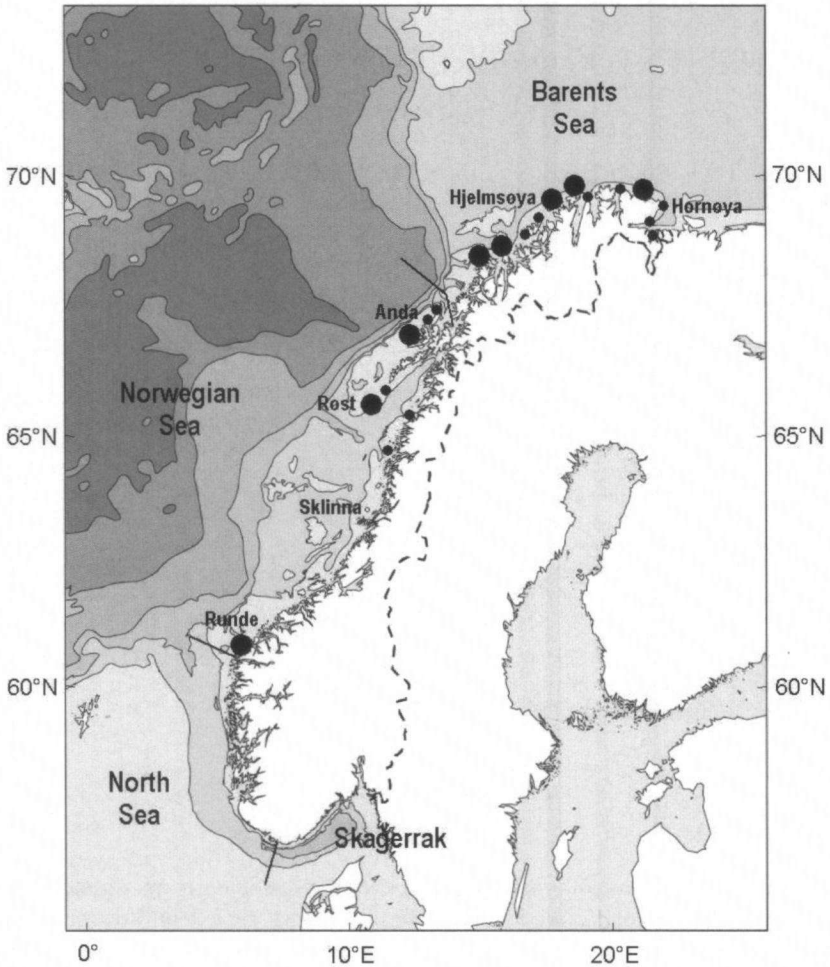 Barents
Sea
70°N
70°N
Hjelmsøya
Hornøya
Anda
Norwegian
Sea
Røst
65°N
65°N
Sklinna
Runde
60°N
60°N
North
Sea
Skagerrak
0°
10°E
20°E